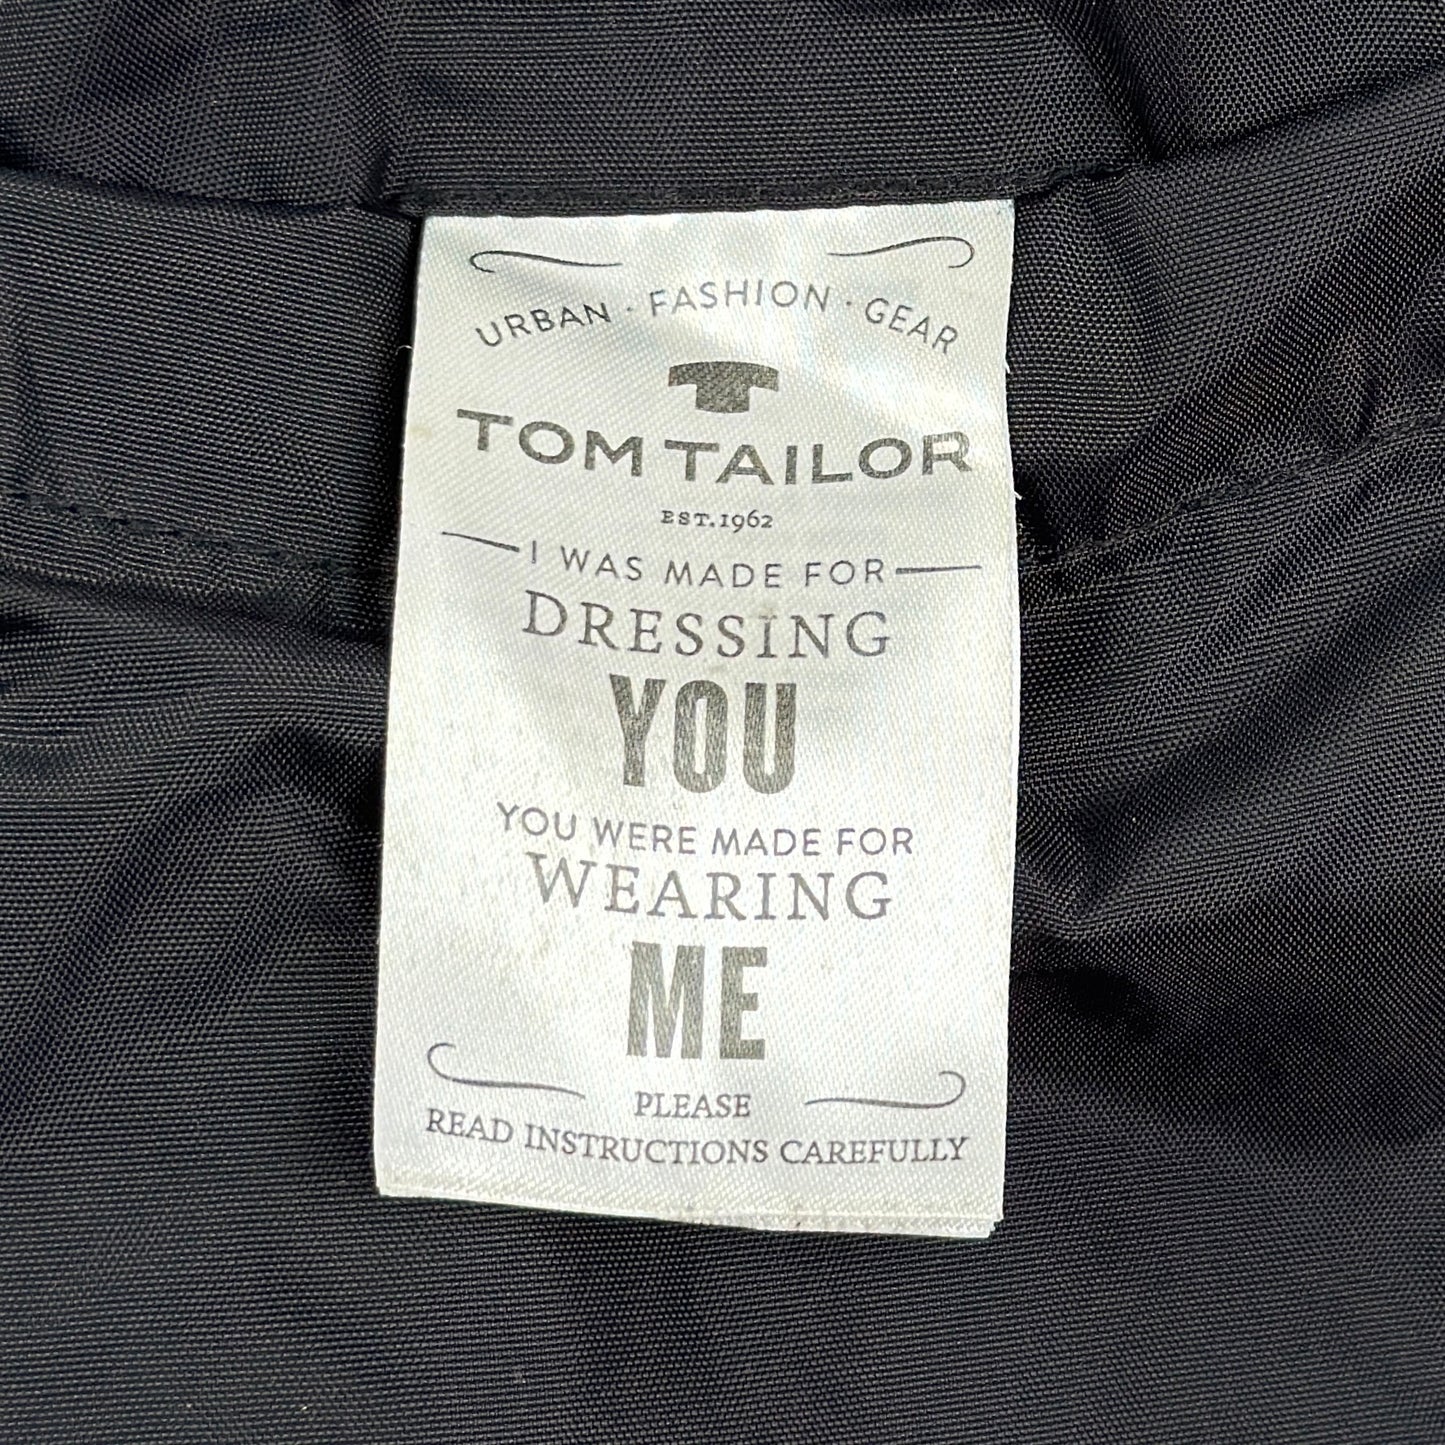 URBAN · FASHION · GEAR
TOM TAILOR
EST.1962
I WAS MADE FOR
DRESSING
YOU
YOU WERE MADE FOR
WEARING
ME
PLEASE
READ INSTRUCTIONS CAREFULLY